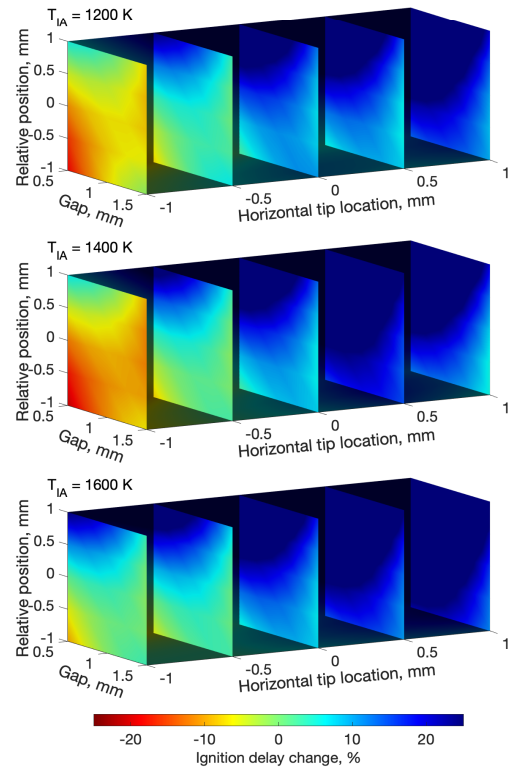 T_IA = 1200 K
Relative position, mm
1
0.5
0
-0.5
-1
0.5
1
1.5
Gap, mm
-1
-0.5
0
0.5
1
Horizontal tip location, mm
T_IA = 1400 K
Relative position, mm
1
0.5
0
-0.5
-1
0.5
1
1.5
Gap, mm
-1
-0.5
0
0.5
1
Horizontal tip location, mm
T_IA = 1600 K
Relative position, mm
1
0.5
0
-0.5
-1
0.5
1
1.5
Gap, mm
-1
-0.5
0
0.5
1
Horizontal tip location, mm
-20 -10 0 10 20
Ignition delay change, %